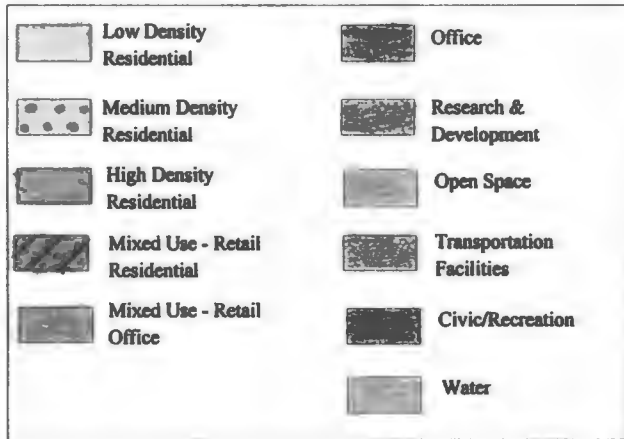 Low Density
Residential
Medium Density
Residential
High Density
Residential
Mixed Use - Retail
Residential
Mixed Use - Retail
Office
Office
Research &
Development
Open Space
Transportation
Facilities
Civic/Recreation
Water